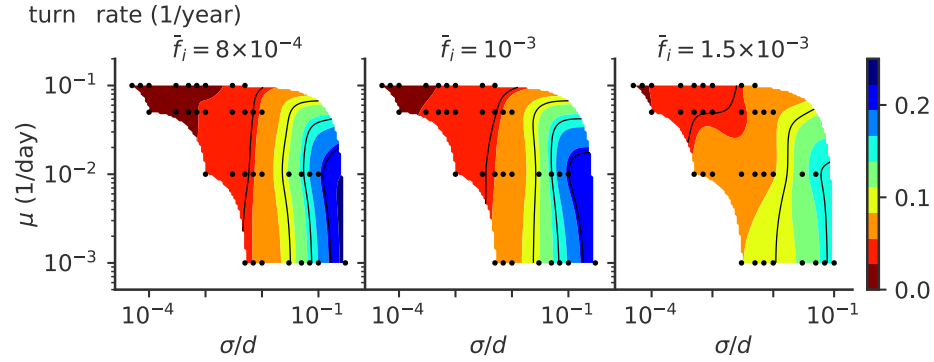 turn rate (1/year)
f̄ᵢ = 8×10⁻⁴
f̄ᵢ = 10⁻³
f̄ᵢ = 1.5×10⁻³
μ (1/day)
10⁻¹
10⁻²
10⁻³
10⁻⁴ 10⁻¹
10⁻⁴ 10⁻¹
10⁻⁴ 10⁻¹
σ/d
σ/d
σ/d
0.2
0.1
0.0